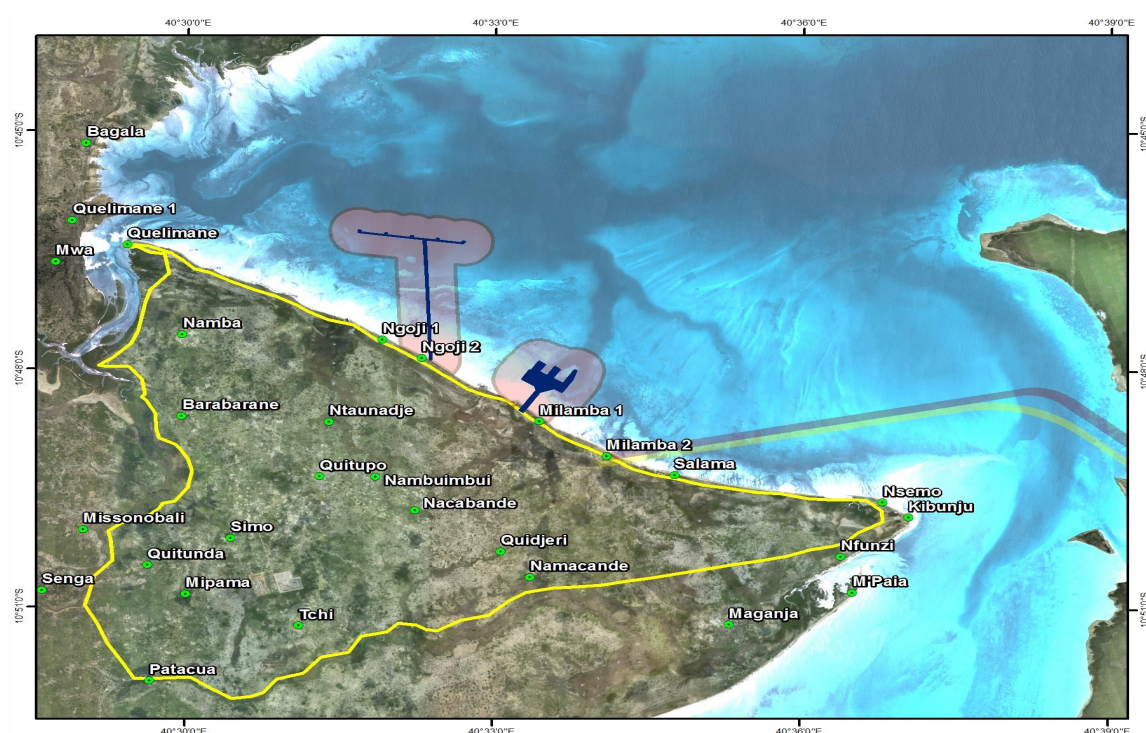 40°30'0"E 40°33'0"E 40°36'0"E 40°39'0"E
10°45'0"S
10°45'0"S
Bagala
Quelimane 1
Quelimane
Mwa
Namba
Ngoji 1
Ngoji 2
10°48'0"S
10°48'0"S
Barabarane
Ntaunadje
Milamba 1
Milamba 2
Quitupo
Nambuimbui
Salama
Nacabande
Nsemo
Kibunju
Missonobali
Simo
Quitunda
Quidjeri
Nfunzi
Senga
Mipama
Namacande
M'Paia
10°51'0"S
10°51'0"S
Tchi
Maganja
Patacua
40°30'0"E 40°33'0"E 40°36'0"E 40°39'0"E